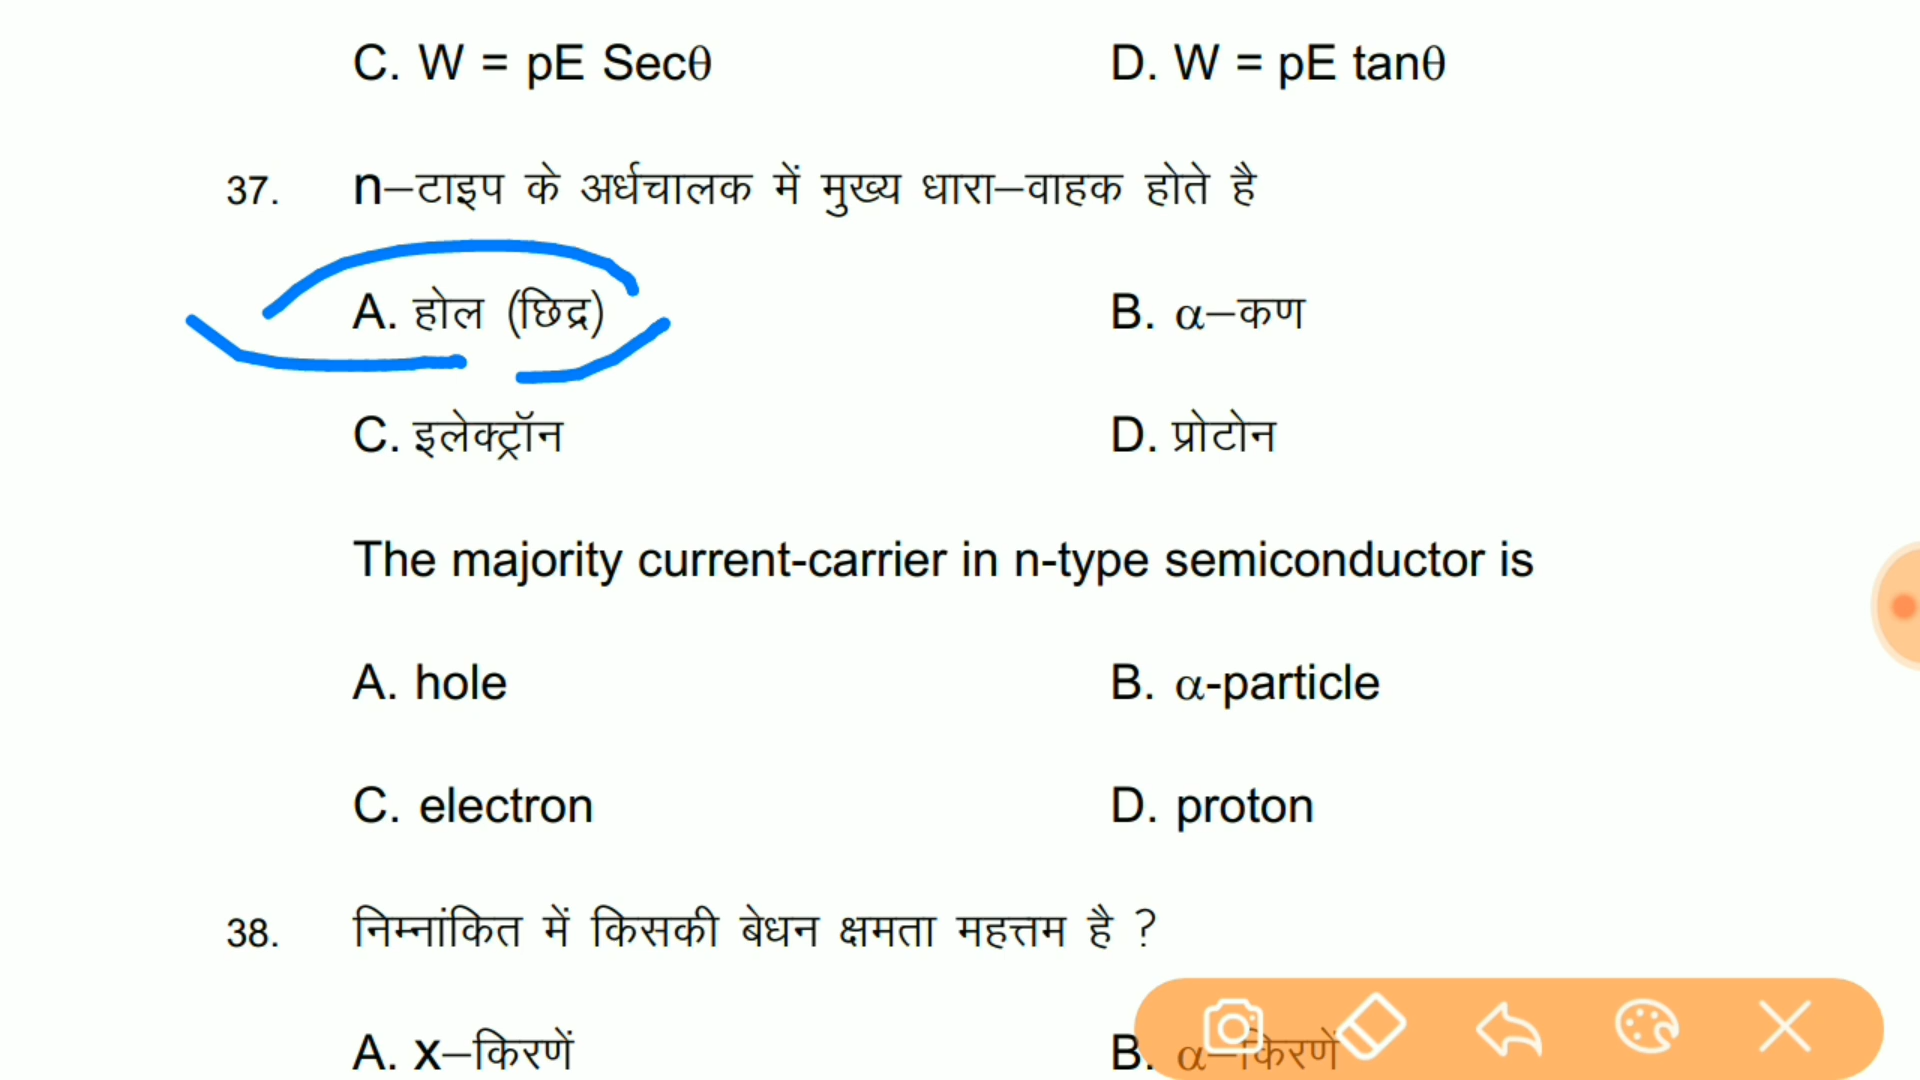 C. W = pE Secθ D. W = pE tanθ
37. n–टाइप के अर्धचालक में मुख्य धारा–वाहक होते है
A. होल (छिद्र) B. α–कण
C. इलेक्ट्रॉन D. प्रोटोन
The majority current-carrier in n-type semiconductor is
A. hole B. α-particle
C. electron D. proton
38. निम्नांकित में किसकी बेधन क्षमता महत्तम है ?
A. x–किरणें B. α–किरणें